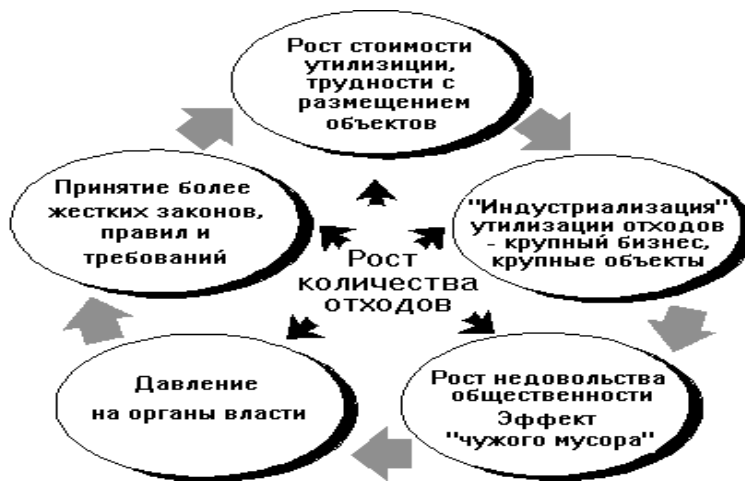 Рост стоимости
утилизиции,
трудности с
размещением
объектов
"Индустриализация"
утилизации отходов
- крупный бизнес,
крупные объекты
Рост недовольства
общественности
Эффект
"чужого мусора"
Давление
на органы власти
Принятие более
жестких законов,
правил и
требований
Рост
количества
отходов